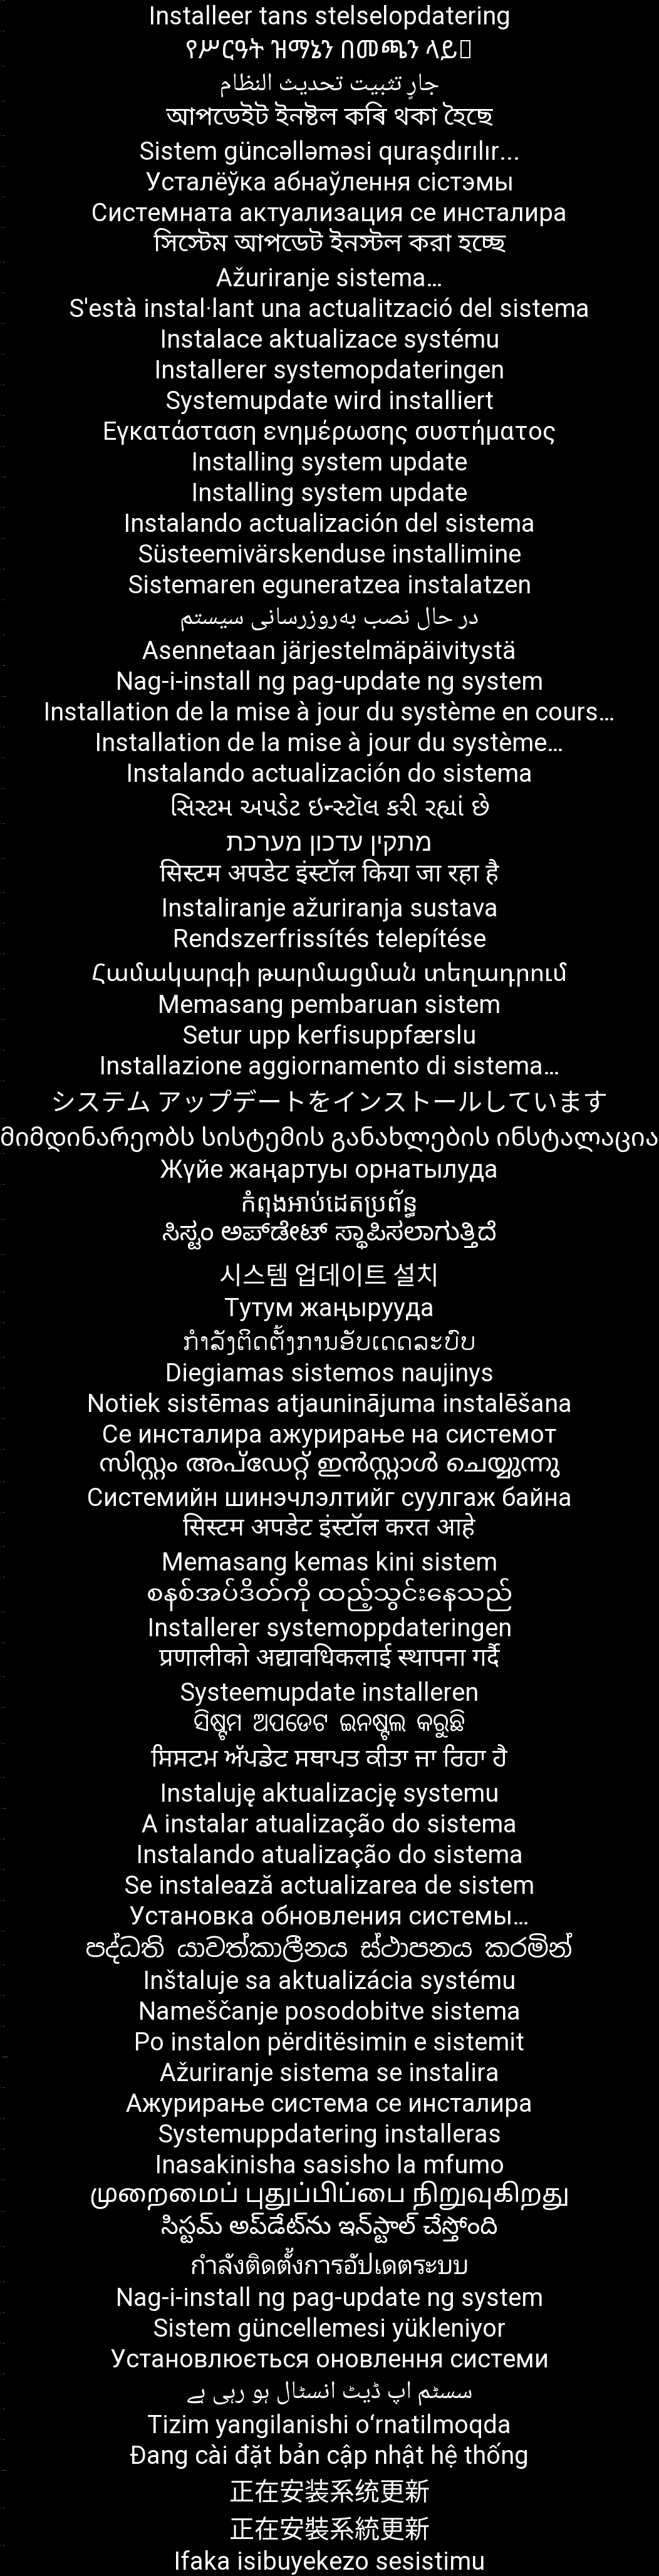 Installeer tans stelselopdatering
የሥርዓት ዝማኔን በመጫን ላይ
جارٍ تثبيت تحديث النظام
আপডেইট ইনষ্টল কৰি থকা হৈছে
Sistem güncəlləməsi quraşdırılır...
Усталёўка абнаўлення сістэмы
Системната актуализация се инсталира
সিস্টেম আপডেট ইনস্টল করা হচ্ছে
Ažuriranje sistema…
S'està instal·lant una actualització del sistema
Instalace aktualizace systému
Installerer systemopdateringen
Systemupdate wird installiert
Εγκατάσταση ενημέρωσης συστήματος
Installing system update
Installing system update
Instalando actualización del sistema
Süsteemivärskenduse installimine
Sistemaren eguneratzea instalatzen
در حال نصب به‌روزرسانی سیستم
Asennetaan järjestelmäpäivitystä
Nag-i-install ng pag-update ng system
Installation de la mise à jour du système en cours…
Installation de la mise à jour du système…
Instalando actualización do sistema
સિસ્ટમ અપડેટ ઇન્સ્ટૉલ કરી રહ્યાં છે
מתקין עדכון מערכת
सिस्टम अपडेट इंस्टॉल किया जा रहा है
Instaliranje ažuriranja sustava
Rendszerfrissítés telepítése
Համակարգի թարմացման տեղադրում
Memasang pembaruan sistem
Setur upp kerfisuppfærslu
Installazione aggiornamento di sistema…
システム アップデートをインストールしています
მიმდინარეობს სისტემის განახლების ინსტალაცია
Жүйе жаңартуы орнатылуда
កំពុងអាប់ដេតប្រព័ន្ធ
ಸಿಸ್ಟಂ ಅಪ್‌ಡೇಟ್‌ ಸ್ಥಾಪಿಸಲಾಗುತ್ತಿದೆ
시스템 업데이트 설치
Тутум жаңырууда
ກຳລັງຕິດຕັ້ງການອັບເດດລະບົບ
Diegiamas sistemos naujinys
Notiek sistēmas atjauninājuma instalēšana
Се инсталира ажурирање на системот
സിസ്റ്റം അപ്ഡേറ്റ് ഇൻസ്റ്റാൾ ചെയ്യുന്നു
Системийн шинэчлэлтийг суулгаж байна
सिस्टम अपडेट इंस्टॉल करत आहे
Memasang kemas kini sistem
စနစ်အပ်ဒိတ်ကို ထည့်သွင်းနေသည်
Installerer systemoppdateringen
प्रणालीको अद्यावधिकलाई स्थापना गर्दै
Systeemupdate installeren
ସିଷ୍ଟମ ଅପଡେଟ ଇନଷ୍ଟଲ କରୁଛି
ਸਿਸਟਮ ਅੱਪਡੇਟ ਸਥਾਪਤ ਕੀਤਾ ਜਾ ਰਿਹਾ ਹੈ
Instaluję aktualizację systemu
A instalar atualização do sistema
Instalando atualização do sistema
Se instalează actualizarea de sistem
Установка обновления системы…
පද්ධති යාවත්කාලීනය ස්ථාපනය කරමින්
Inštaluje sa aktualizácia systému
Nameščanje posodobitve sistema
Po instalon përditësimin e sistemit
Ažuriranje sistema se instalira
Ажурирање система се инсталира
Systemuppdatering installeras
Inasakinisha sasisho la mfumo
முறைமைப் புதுப்பிப்பை நிறுவுகிறது
సిస్టమ్ అప్‌డేట్‌ను ఇన్‌స్టాల్ చేస్తోంది
กำลังติดตั้งการอัปเดตระบบ
Nag-i-install ng pag-update ng system
Sistem güncellemesi yükleniyor
Установлюється оновлення системи
سسٹم اپ ڈیٹ انسٹال ہو رہی ہے
Tizim yangilanishi oʻrnatilmoqda
Đang cài đặt bản cập nhật hệ thống
正在安装系统更新
正在安裝系統更新
Ifaka isibuyekezo sesistimu